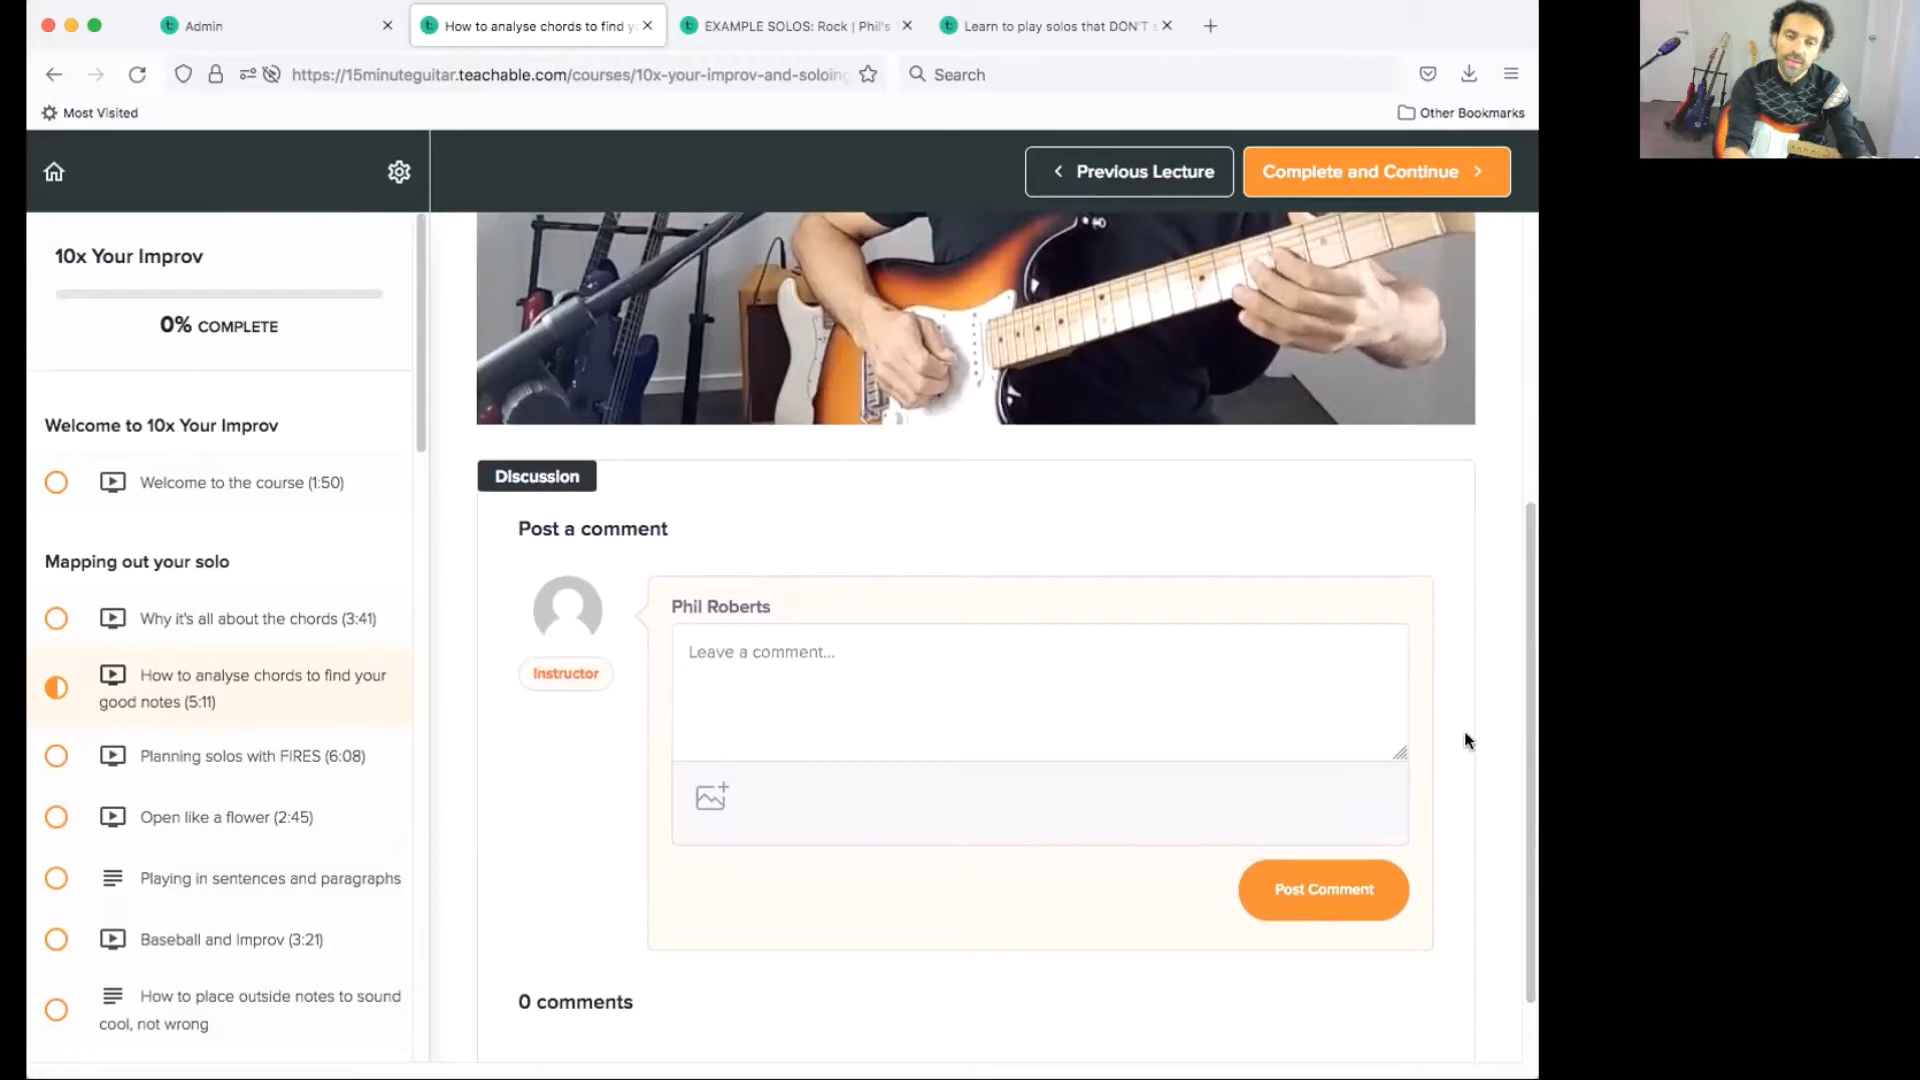 Admin
How to analyse chords to find y
EXAMPLE SOLOS: Rock | Phil's
Learn to play solos that DON'T s
https://15minuteguitar.teachable.com/courses/10x-your-improv-and-soloin
Search
Most Visited
Other Bookmarks
Previous Lecture
Complete and Continue
10x Your Improv
0% COMPLETE
Welcome to 10x Your Improv
Welcome to the course (1:50)
Mapping out your solo
Why it's all about the chords (3:41)
How to analyse chords to find your
good notes (5:11)
Planning solos with FIRES (6:08)
Open like a flower (2:45)
Playing in sentences and paragraphs
Baseball and Improv (3:21)
How to place outside notes to sound
cool, not wrong
Discussion
Post a comment
Instructor
Phil Roberts
Leave a comment...
Post Comment
0 comments